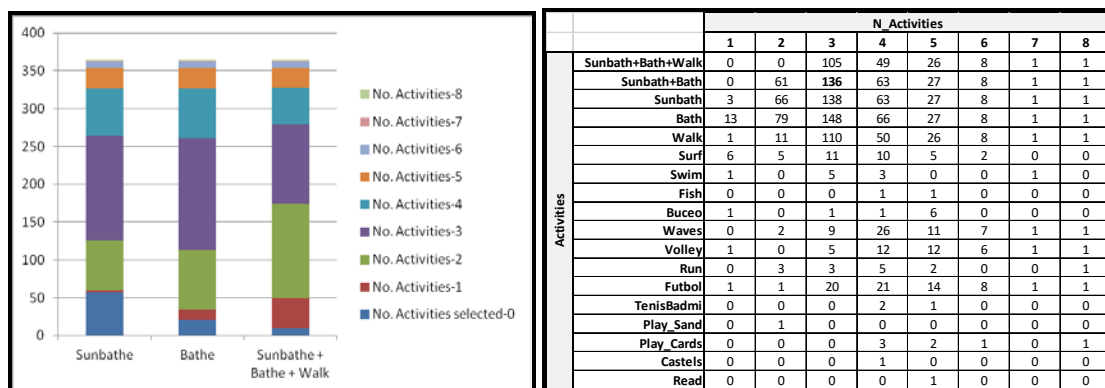 400
350
300
250
200
150
100
50
0
Sunbathe
Bathe
Sunbathe +
Bathe + Walk
No. Activities-8
No. Activities-7
No. Activities-6
No. Activities-5
No. Activities-4
No. Activities-3
No. Activities-2
No. Activities-1
No. Activities selected-0
N_Activities
1 2 3 4 5 6 7 8
Activities
Sunbath+Bath+Walk 0 0 105 49 26 8 1 1
Sunbath+Bath 0 61 136 63 27 8 1 1
Sunbath 3 66 138 63 27 8 1 1
Bath 13 79 148 66 27 8 1 1
Walk 1 11 110 50 26 8 1 1
Surf 6 5 11 10 5 2 0 0
Swim 1 0 5 3 0 0 1 0
Fish 0 0 0 1 1 0 0 0
Buceo 1 0 1 1 6 0 0 0
Waves 0 2 9 26 11 7 1 1
Volley 1 0 5 12 12 6 1 1
Run 0 3 3 5 2 0 0 1
Futbol 1 1 20 21 14 8 1 1
TenisBadmi 0 0 0 2 1 0 0 0
Play_Sand 0 1 0 0 0 0 0 0
Play_Cards 0 0 0 3 2 1 0 1
Castels 0 0 0 1 0 0 0 0
Read 0 0 0 0 1 0 0 0